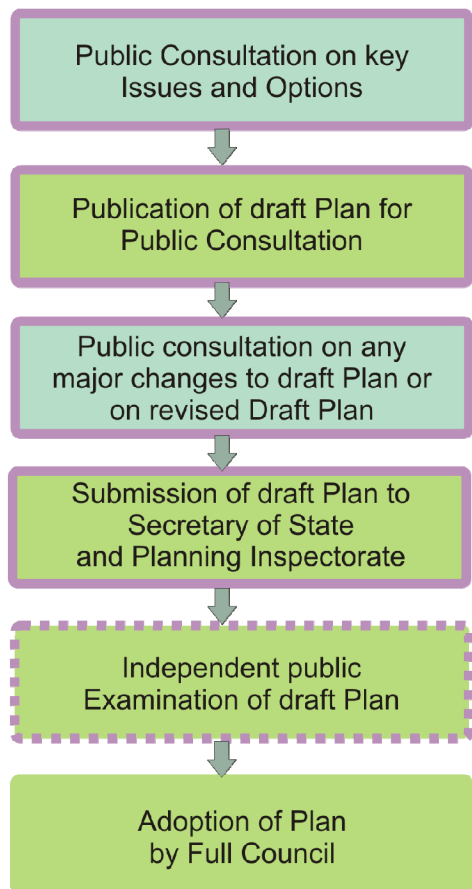 Public Consultation on key
Issues and Options
Publication of draft Plan for
Public Consultation
Public consultation on any
major changes to draft Plan or
on revised Draft Plan
Submission of draft Plan to
Secretary of State
and Planning Inspectorate
Independent public
Examination of draft Plan
Adoption of Plan
by Full Council